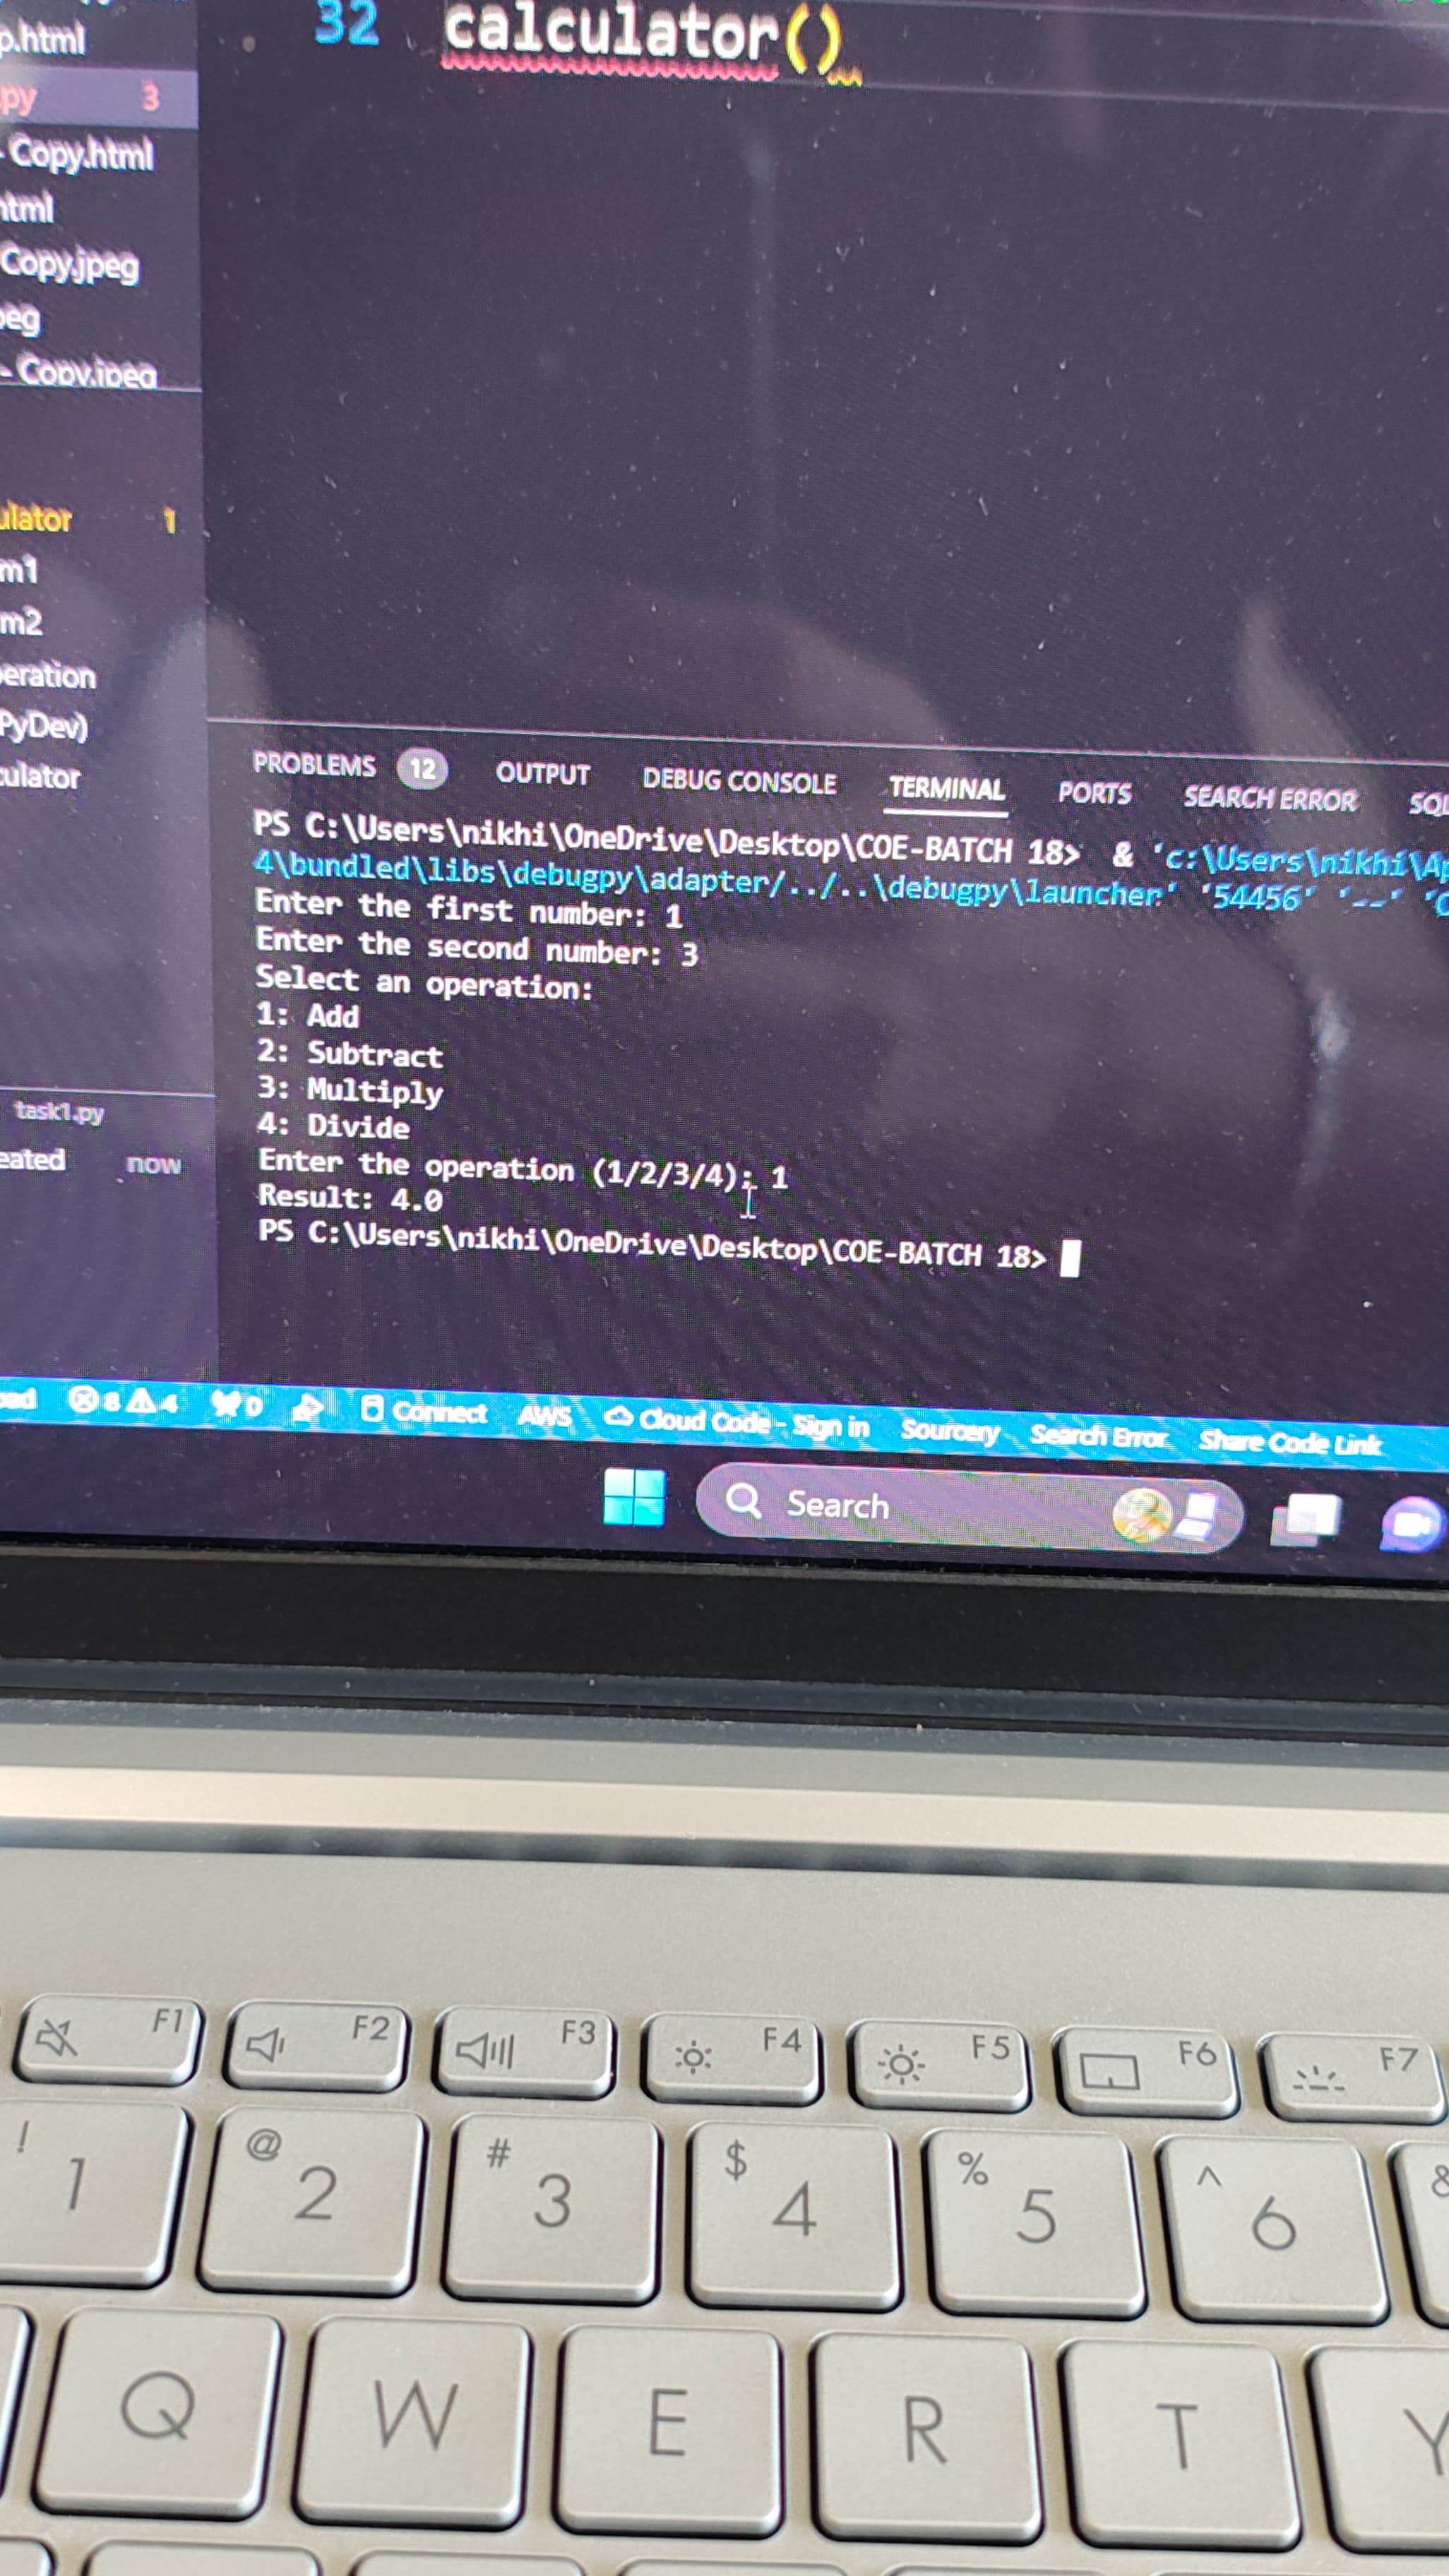 p.html
32 calculator()
py 3
- Copy.html
html
Copy.jpeg
peg
- Copy.jpeg
ulator 1
m1
m2
eration
PyDev)
culator
task1.py
eated now
PROBLEMS 12 OUTPUT DEBUG CONSOLE TERMINAL PORTS SEARCH ERROR SQL
PS C:\Users\nikhi\OneDrive\Desktop\COE-BATCH 18> & 'c:\Users\nikhi\Ap
4\bundled\libs\debugpy\adapter/../..\debugpy\launcher' '54456' '--' 'C
Enter the first number: 1
Enter the second number: 3
Select an operation:
1: Add
2: Subtract
3: Multiply
4: Divide
Enter the operation (1/2/3/4): 1
Result: 4.0
PS C:\Users\nikhi\OneDrive\Desktop\COE-BATCH 18>
8 4 0 Connect AWS Cloud Code - Sign in Sourcery Search Error Share Code Link
Search
F1 F2 F3 F4 F5 F6 F7
! @ # $ % ^ &
1 2 3 4 5 6
Q W E R T Y